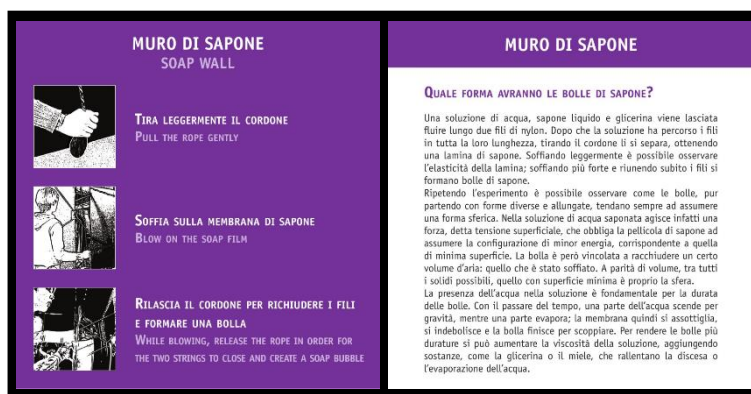 MURO DI SAPONE
SOAP WALL
TIRA LEGGERMENTE IL CORDONE
PULL THE ROPE GENTLY
SOFFIA SULLA MEMBRANA DI SAPONE
BLOW ON THE SOAP FILM
RILASCIA IL CORDONE PER RICHIUDERE I FILI
E FORMARE UNA BOLLA
WHILE BLOWING, RELEASE THE ROPE IN ORDER FOR
THE TWO STRINGS TO CLOSE AND CREATE A SOAP BUBBLE
MURO DI SAPONE
QUALE FORMA AVRANNO LE BOLLE DI SAPONE?
Una soluzione di acqua, sapone liquido e glicerina viene lasciata
fluire lungo due fili di nylon. Dopo che la soluzione ha percorso i fili
in tutta la loro lunghezza, tirando il cordone li si separa, ottenendo
una lamina di sapone. Soffiando leggermente è possibile osservare
l'elasticità della lamina; soffiando più forte e riunendo subito i fili si
formano bolle di sapone.
Ripetendo l'esperimento è possibile osservare come le bolle, pur
partendo con forme diverse e allungate, tendano sempre ad assumere
una forma sferica. Nella soluzione di acqua saponata agisce infatti una
forza, detta tensione superficiale, che obbliga la pellicola di sapone ad
assumere la configurazione di minor energia, corrispondente a quella
di minima superficie. La bolla è però vincolata a racchiudere un certo
volume d'aria: quello che è stato soffiato. A parità di volume, tra tutti
i solidi possibili, quello con superficie minima è proprio la sfera.
La presenza dell'acqua nella soluzione è fondamentale per la durata
delle bolle. Con il passare del tempo, una parte dell'acqua scende per
gravità, mentre una parte evapora; la membrana quindi si assottiglia,
si indebolisce e la bolla finisce per scoppiare. Per rendere le bolle più
durature si può aumentare la viscosità della soluzione, aggiungendo
sostanze, come la glicerina o il miele, che rallentano la discesa o
l'evaporazione dell'acqua.